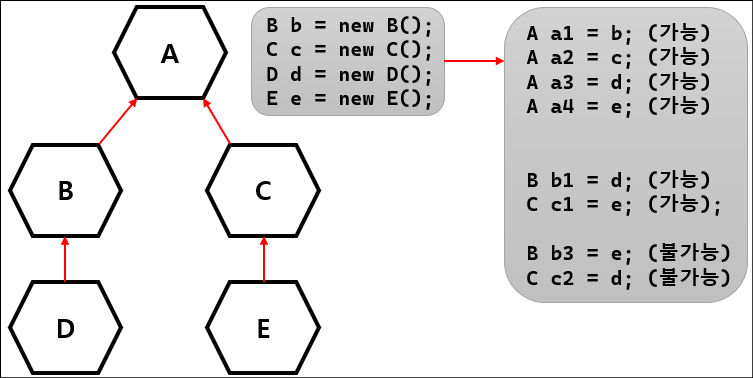 A
B
C
D
E
B b = new B();
C c = new C();
D d = new D();
E e = new E();
A a1 = b; (가능)
A a2 = c; (가능)
A a3 = d; (가능)
A a4 = e; (가능)
B b1 = d; (가능)
C c1 = e; (가능);
B b3 = e; (불가능)
C c2 = d; (불가능)